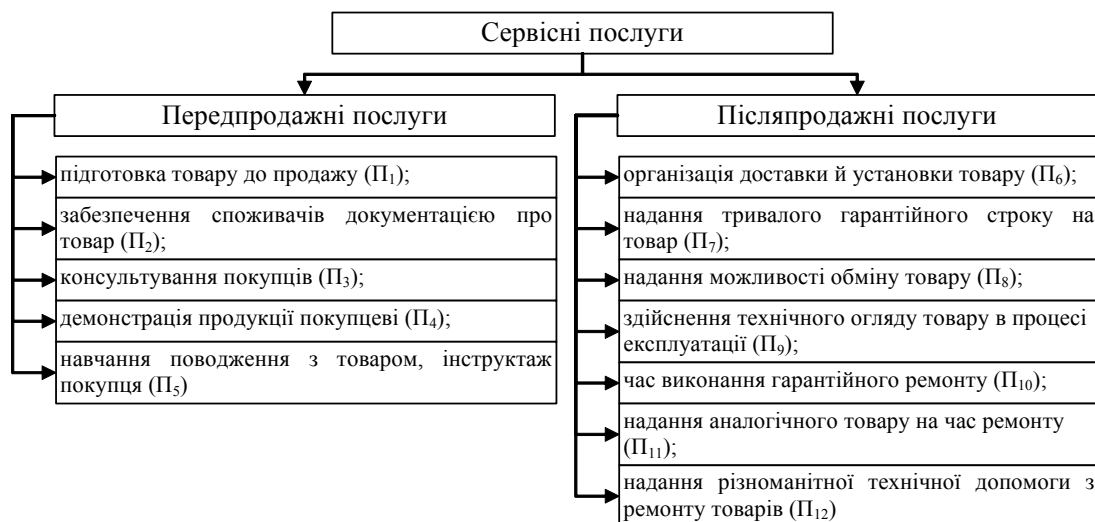 Сервісні послуги
Передпродажні послуги
підготовка товару до продажу (П₁);
забезпечення споживачів документацією про
товар (П₂);
консультування покупців (П₃);
демонстрація продукції покупцеві (П₄);
навчання поводження з товаром, інструктаж
покупця (П₅)
Післяпродажні послуги
організація доставки й установки товару (П₆);
надання тривалого гарантійного строку на
товар (П₇);
надання можливості обміну товару (П₈);
здійснення технічного огляду товару в процесі
експлуатації (П₉);
час виконання гарантійного ремонту (П₁₀);
надання аналогічного товару на час ремонту
(П₁₁);
надання різноманітної технічної допомоги з
ремонту товарів (П₁₂)